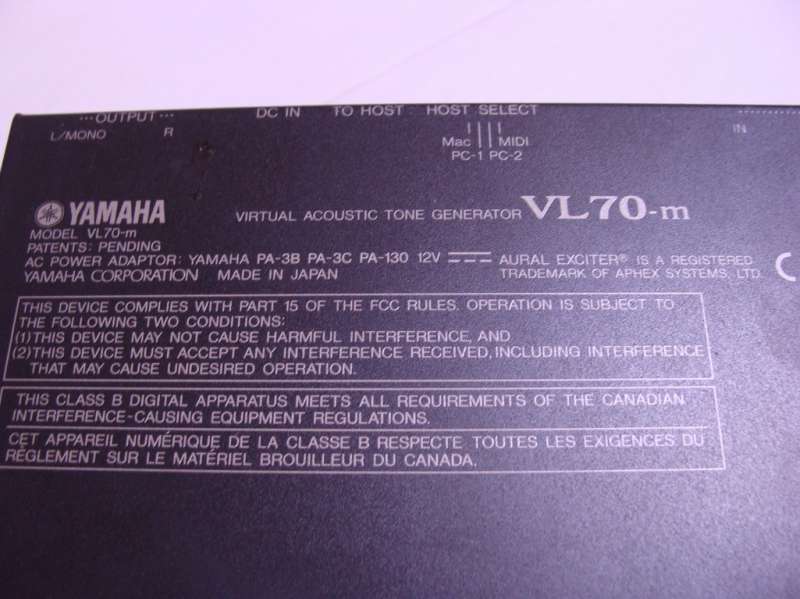 ···OUTPUT···
DC IN TO HOST HOST SELECT
L/MONO R
IN
Mac MIDI
PC-1 PC-2
YAMAHA VIRTUAL ACOUSTIC TONE GENERATOR VL70-m
MODEL VL70-m
PATENTS: PENDING
AC POWER ADAPTOR: YAMAHA PA-3B PA-3C PA-130 12V AURAL EXCITER® IS A REGISTERED
YAMAHA CORPORATION MADE IN JAPAN TRADEMARK OF APHEX SYSTEMS, LTD.
THIS DEVICE COMPLIES WITH PART 15 OF THE FCC RULES. OPERATION IS SUBJECT TO
THE FOLLOWING TWO CONDITIONS:
(1)THIS DEVICE MAY NOT CAUSE HARMFUL INTERFERENCE, AND
(2)THIS DEVICE MUST ACCEPT ANY INTERFERENCE RECEIVED, INCLUDING INTERFERENCE
THAT MAY CAUSE UNDESIRED OPERATION.
THIS CLASS B DIGITAL APPARATUS MEETS ALL REQUIREMENTS OF THE CANADIAN
INTERFERENCE-CAUSING EQUIPMENT REGULATIONS.
CET APPAREIL NUMÉRIQUE DE LA CLASSE B RESPECTE TOUTES LES EXIGENCES DU
RÉGLEMENT SUR LE MATÉRIEL BROUILLEUR DU CANADA.